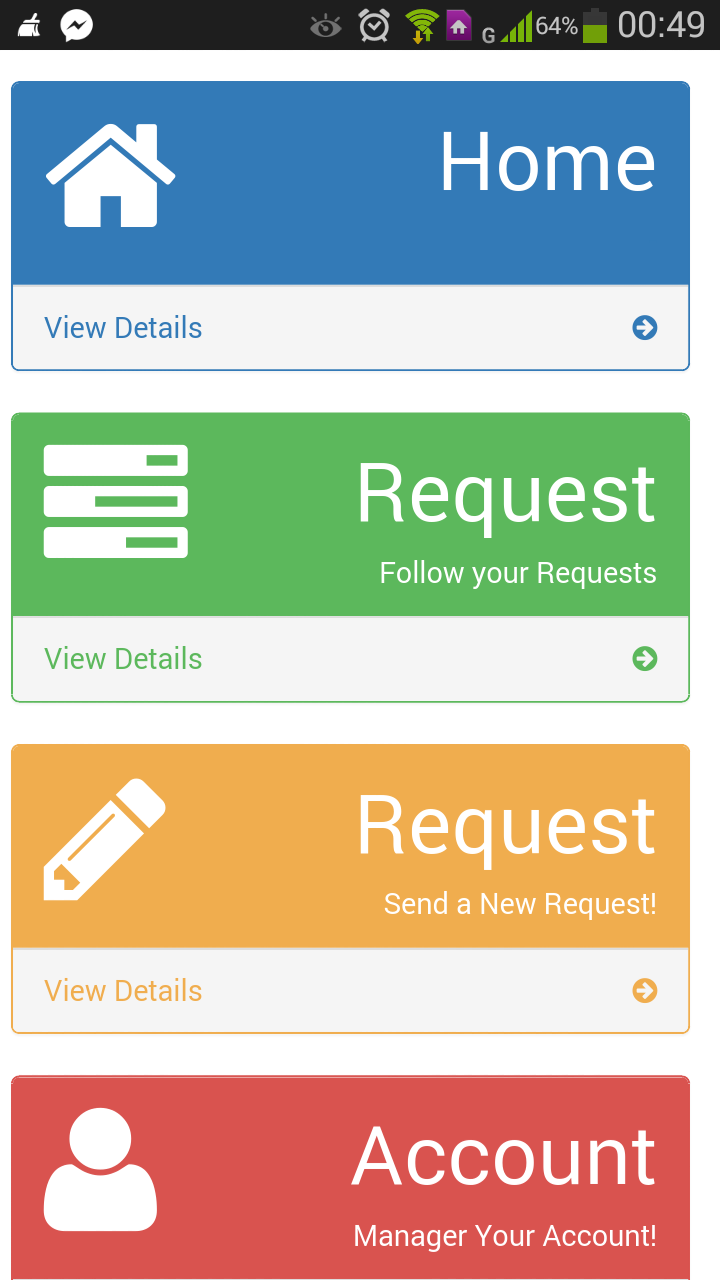 G 64% 00:49
Home
View Details
Request
Follow your Requests
View Details
Request
Send a New Request!
View Details
Account
Manager Your Account!